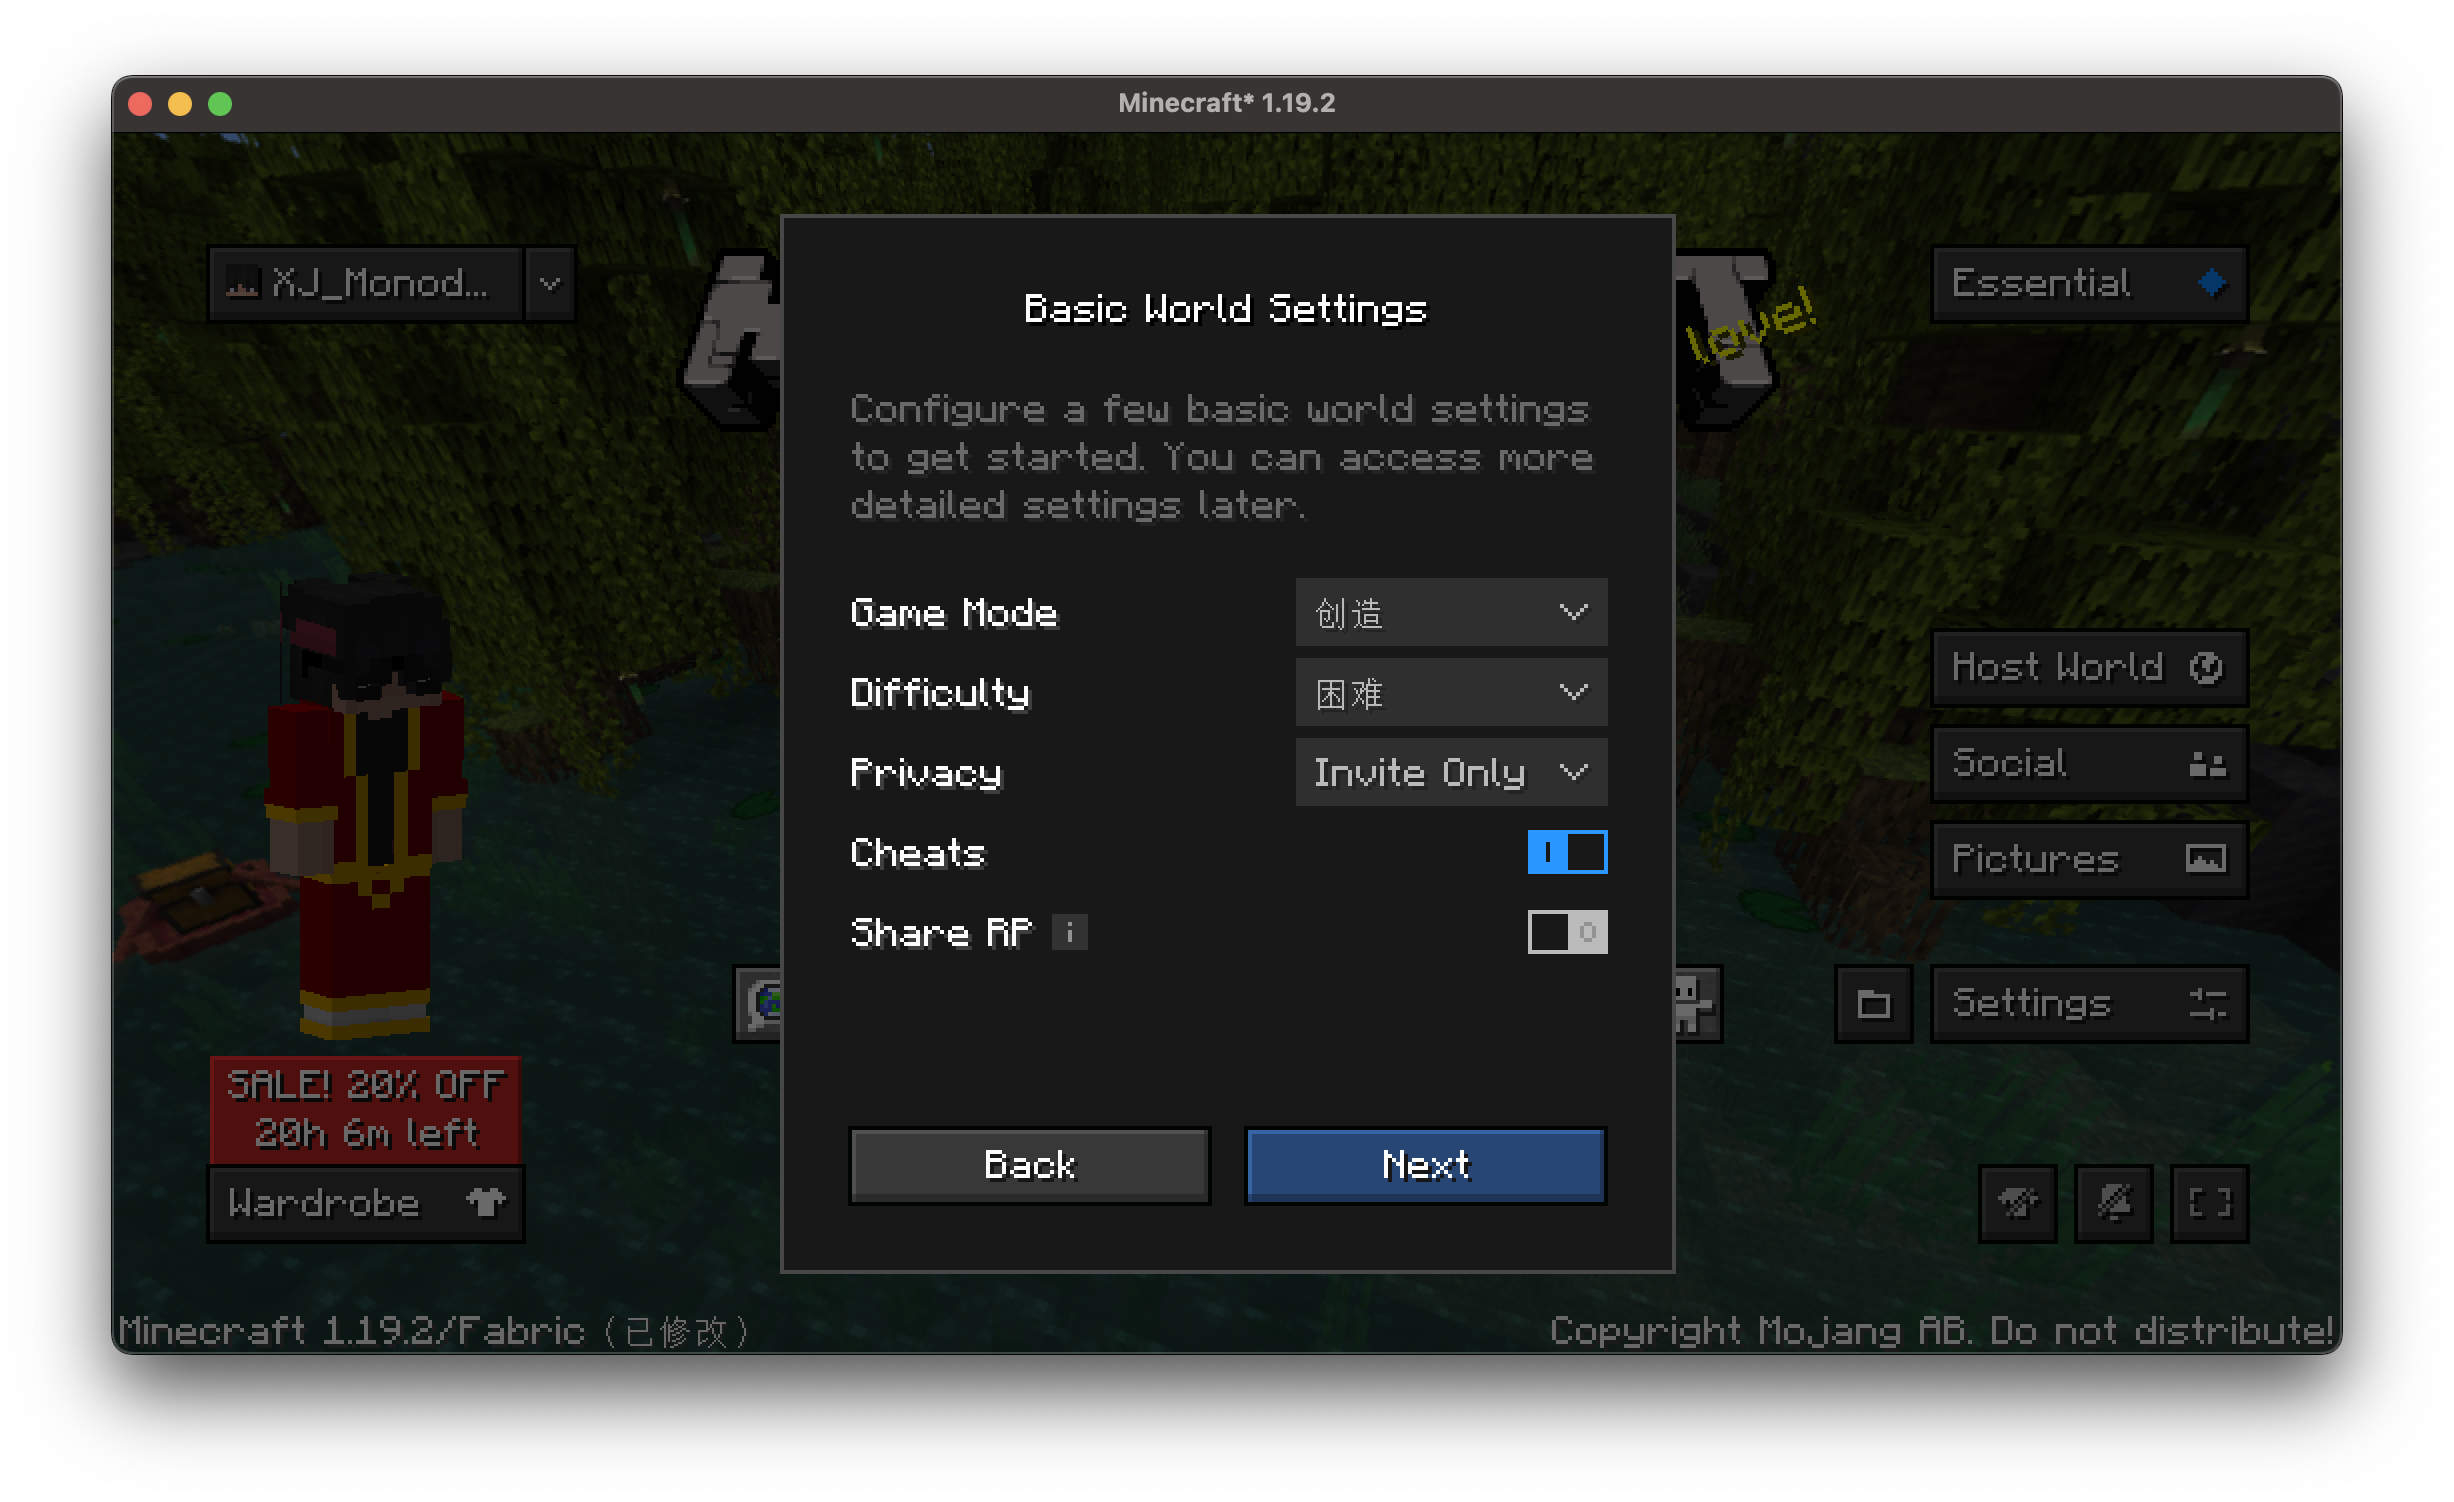 Minecraft* 1.19.2
XJ_Monod...
Essential
love!
Basic World Settings
Configure a few basic world settings
to get started. You can access more
detailed settings later.
Game Mode
创造
Difficulty
困难
Privacy
Invite Only
Cheats
Share RP i
Host World
Social
Pictures
Settings
SALE! 20% OFF
20h 6m left
Wardrobe
Back
Next
Minecraft 1.19.2/Fabric（已修改）
Copyright Mojang AB. Do not distribute!